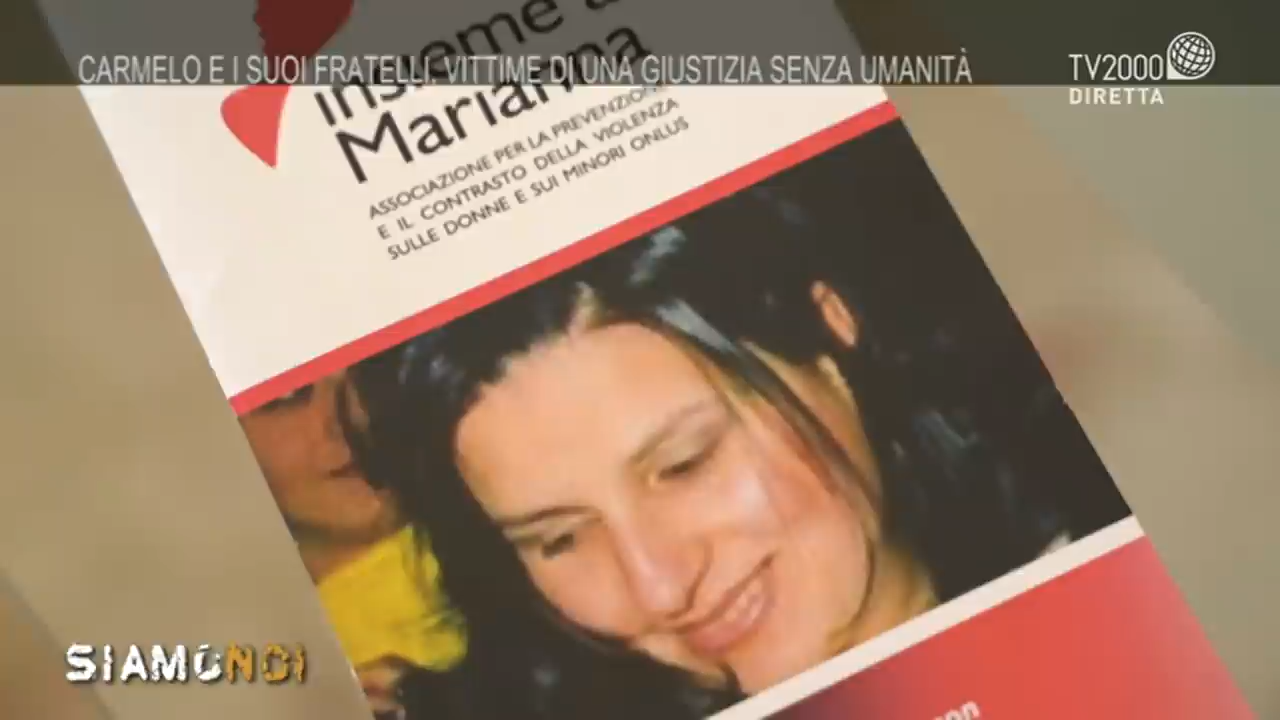 CARMELO E I SUOI FRATELLI. VITTIME DI UNA GIUSTIZIA SENZA UMANITÀ
TV2000
DIRETTA
insieme a
Marianna
ASSOCIAZIONE PER LA PREVENZIONE
E IL CONTRASTO DELLA VIOLENZA
SULLE DONNE E SUI MINORI ONLUS
SIAMONOI